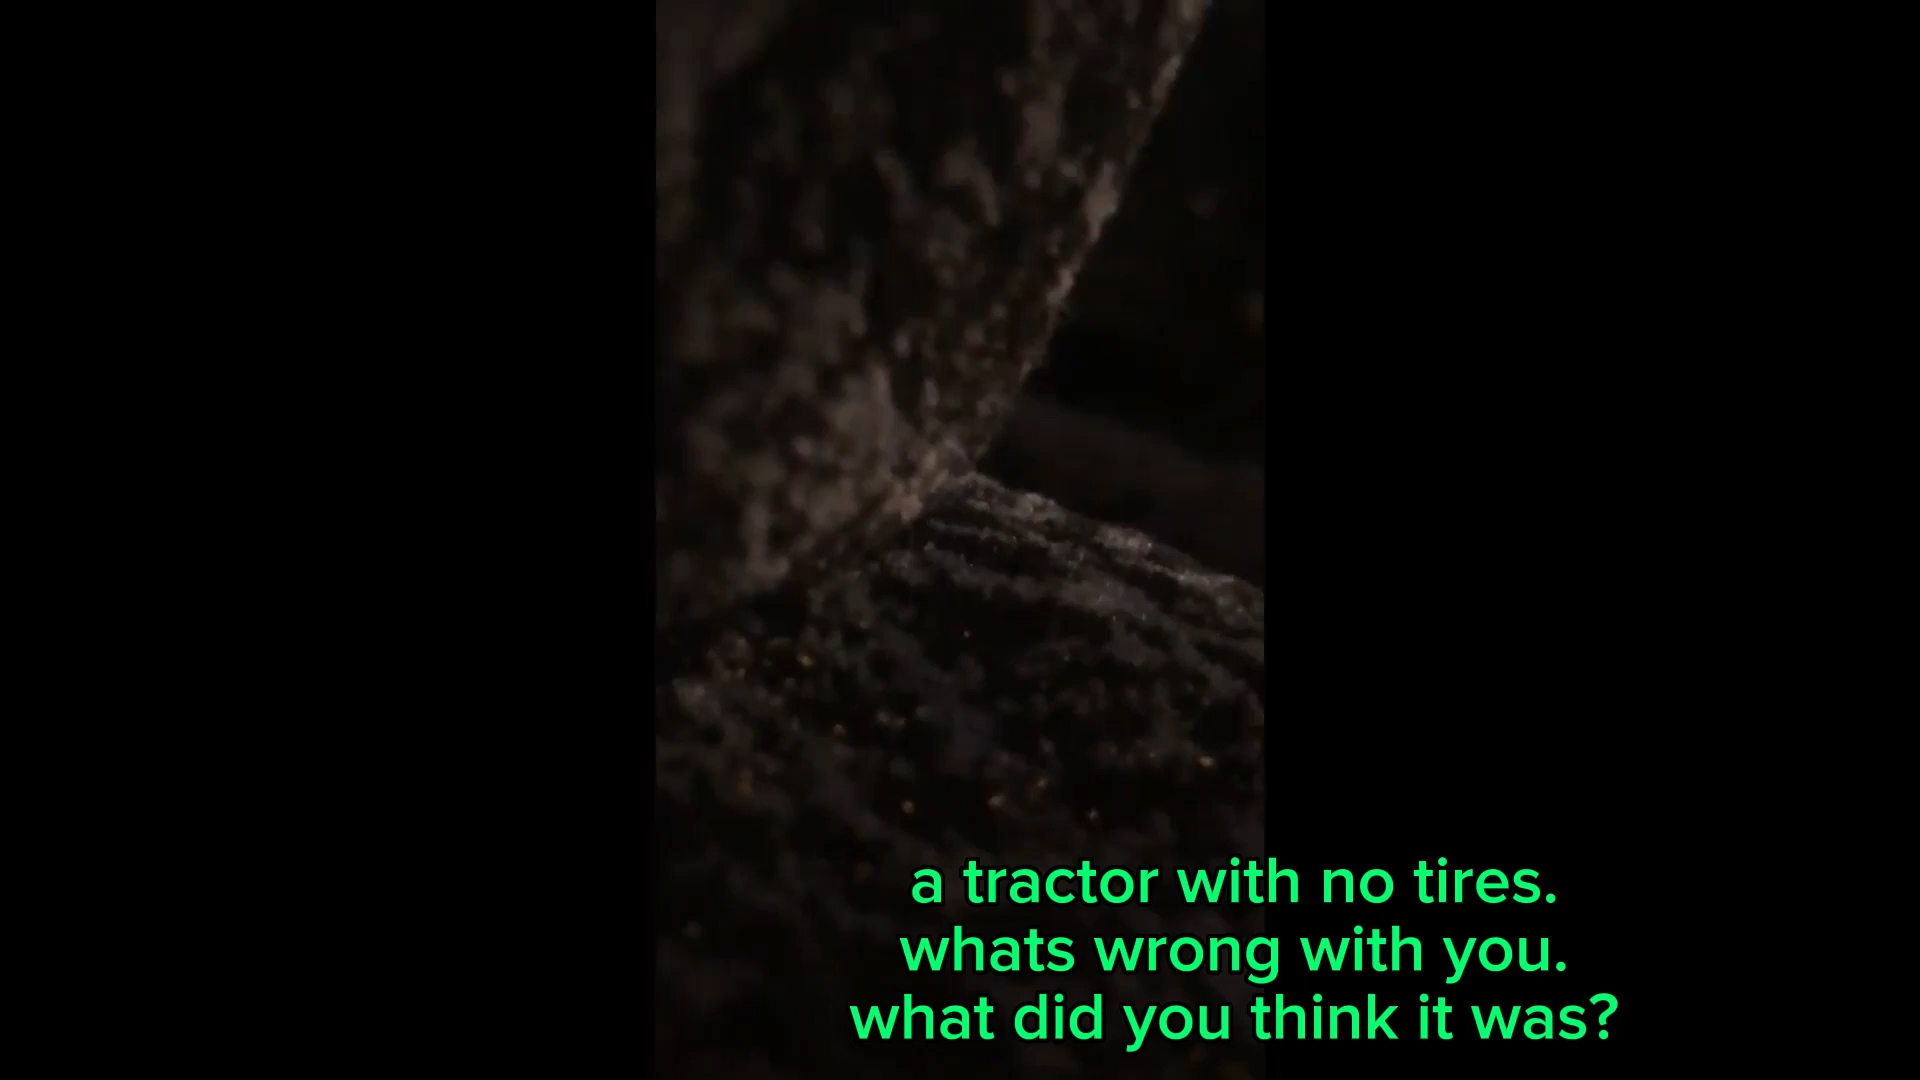 a tractor with no tires.
whats wrong with you.
what did you think it was?